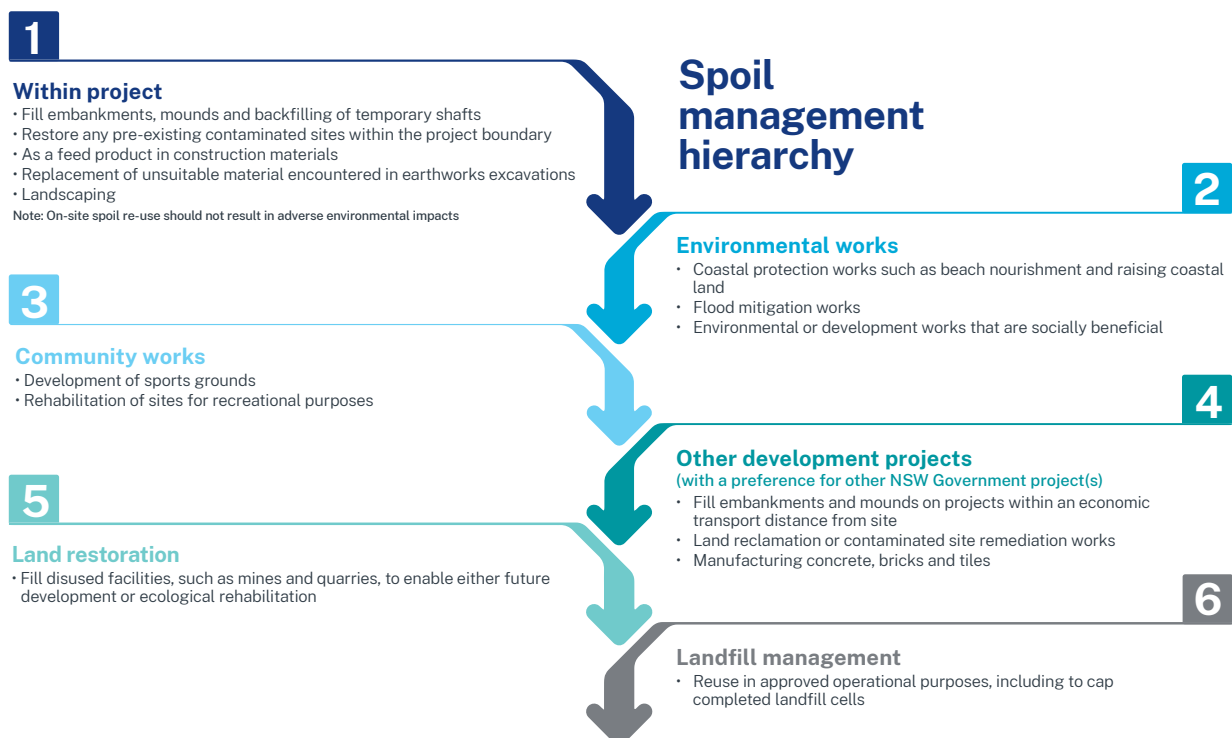 Spoil
management
hierarchy
1
Within project
• Fill embankments, mounds and backfilling of temporary shafts
• Restore any pre-existing contaminated sites within the project boundary
• As a feed product in construction materials
• Replacement of unsuitable material encountered in earthworks excavations
• Landscaping
Note: On-site spoil re-use should not result in adverse environmental impacts
2
Environmental works
• Coastal protection works such as beach nourishment and raising coastal
land
• Flood mitigation works
• Environmental or development works that are socially beneficial
3
Community works
• Development of sports grounds
• Rehabilitation of sites for recreational purposes
4
Other development projects
(with a preference for other NSW Government project(s)
• Fill embankments and mounds on projects within an economic
transport distance from site
• Land reclamation or contaminated site remediation works
• Manufacturing concrete, bricks and tiles
5
Land restoration
• Fill disused facilities, such as mines and quarries, to enable either future
development or ecological rehabilitation
6
Landfill management
• Reuse in approved operational purposes, including to cap
completed landfill cells